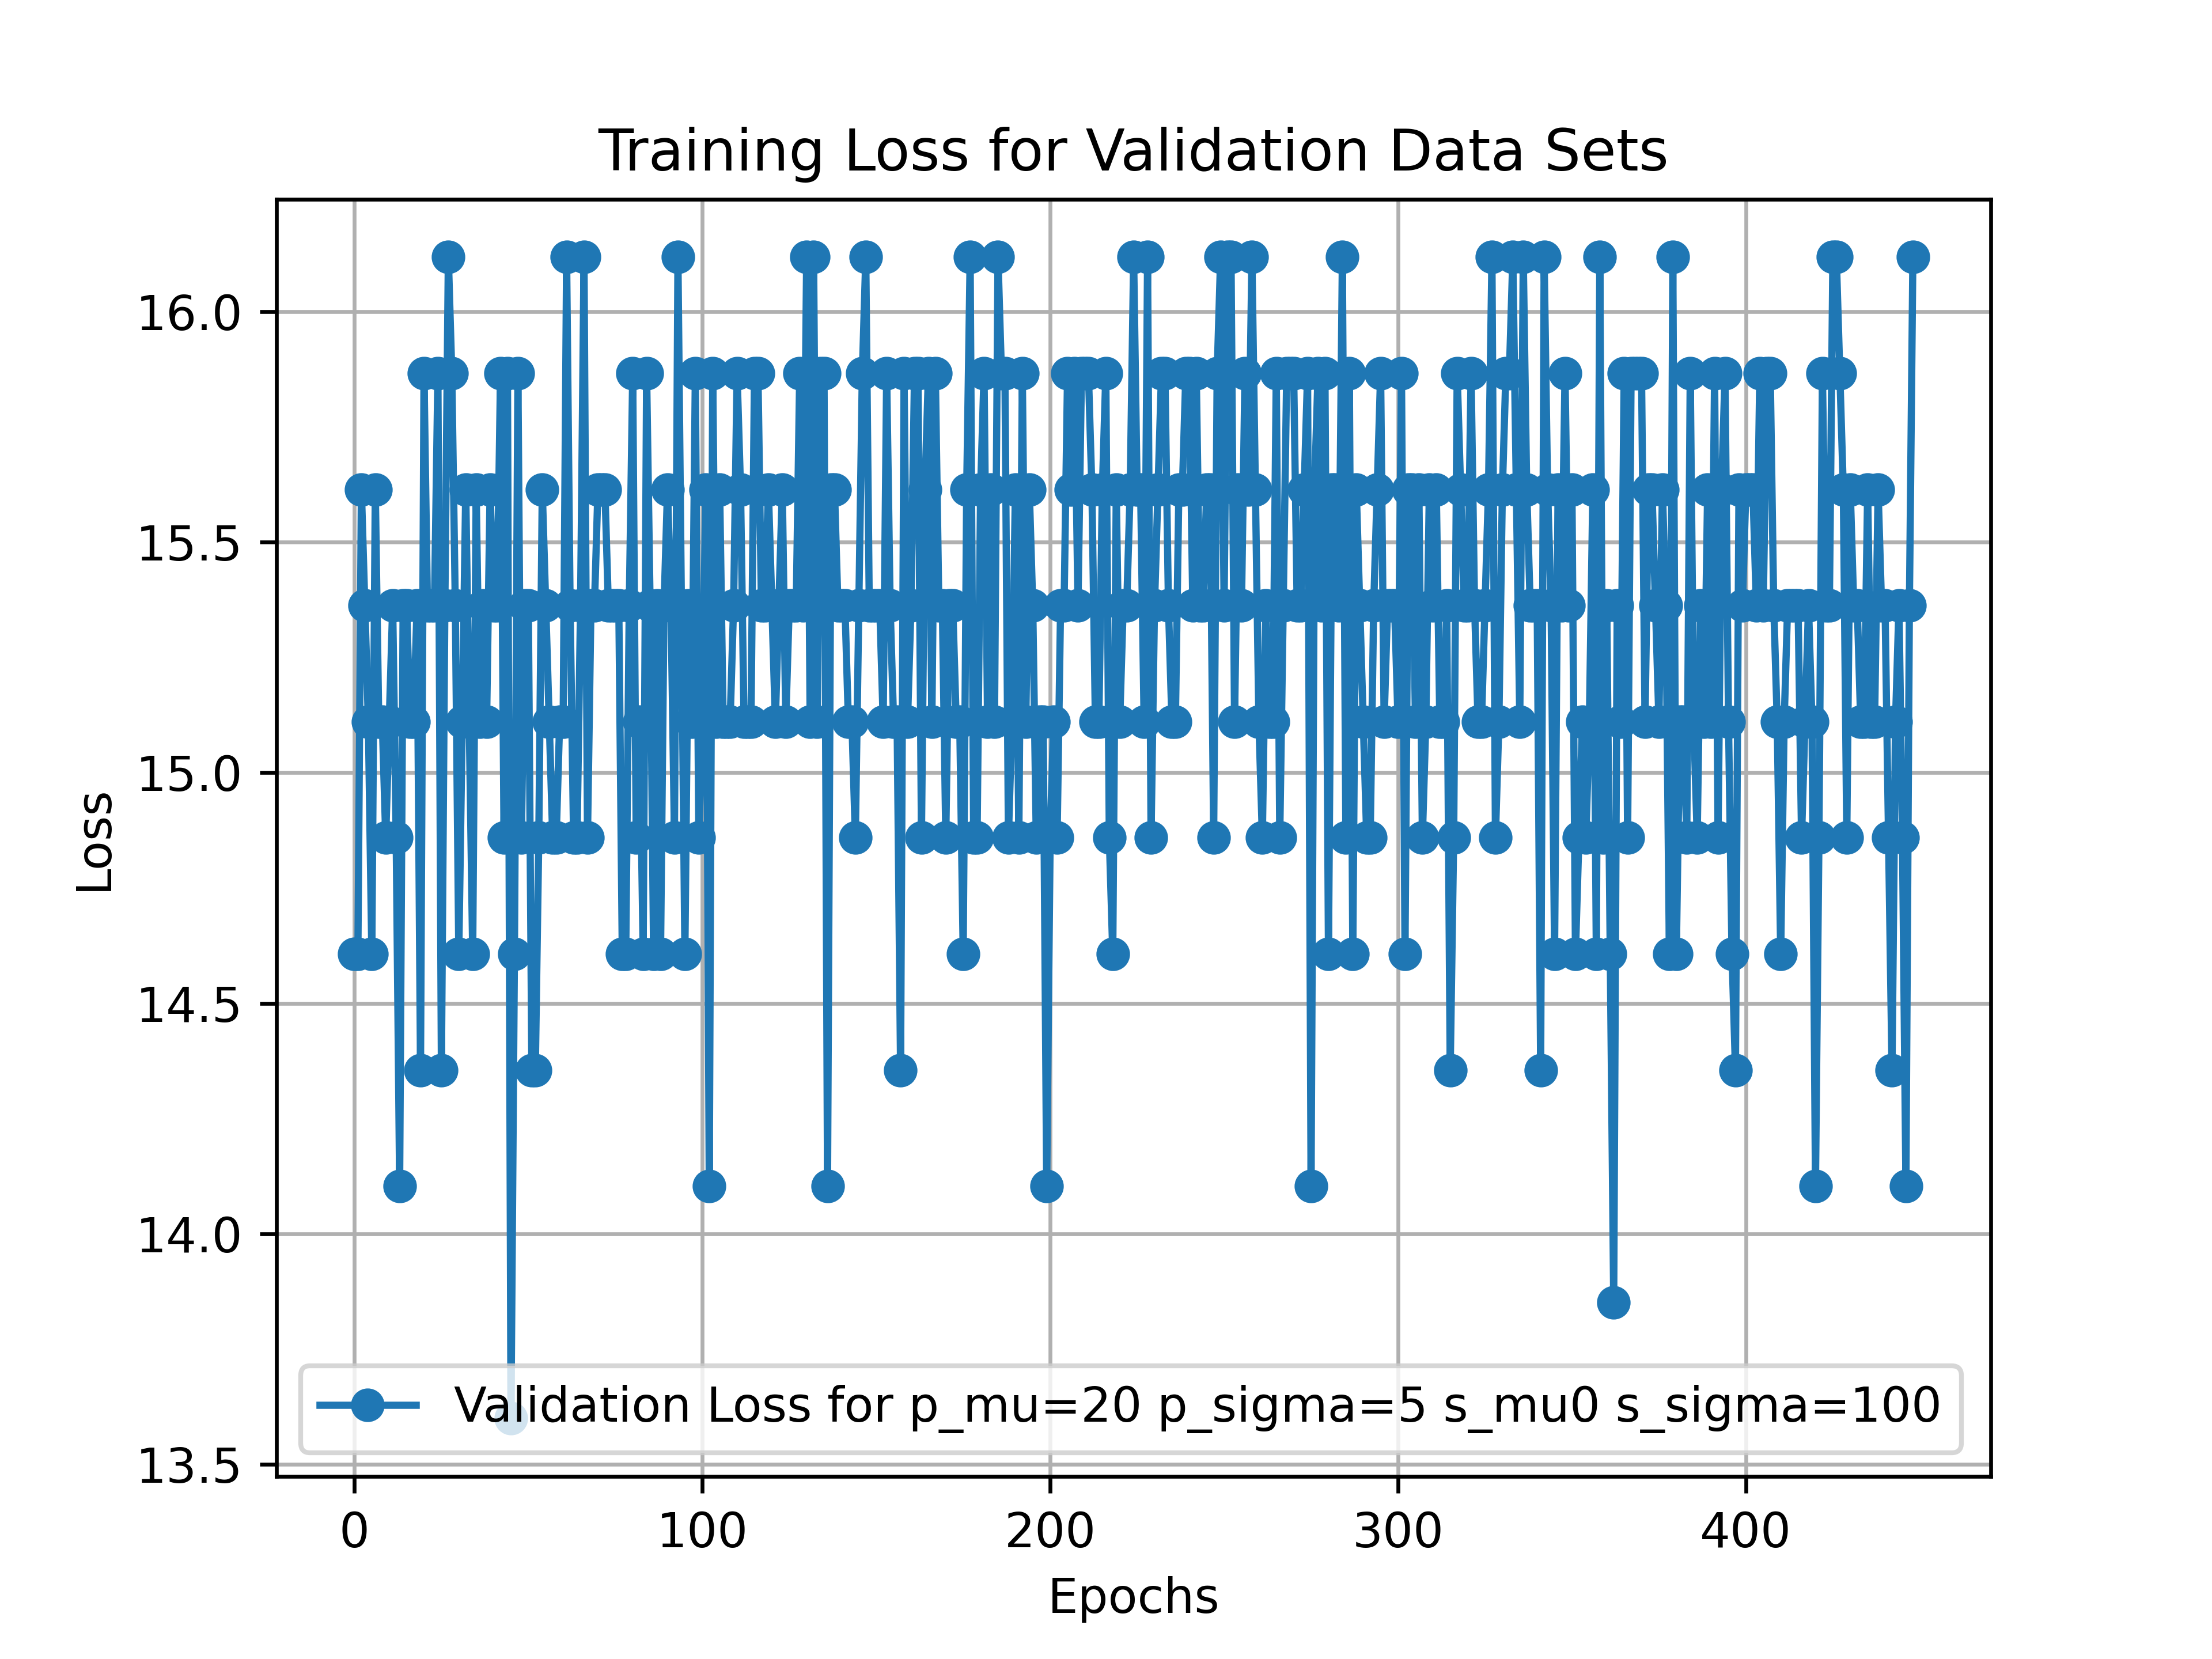 Training Loss for Validation Data Sets
Loss
16.0
15.5
15.0
14.5
14.0
13.5
Validation Loss for p_mu=20 p_sigma=5 s_mu0 s_sigma=100
0 100 200 300 400
Epochs